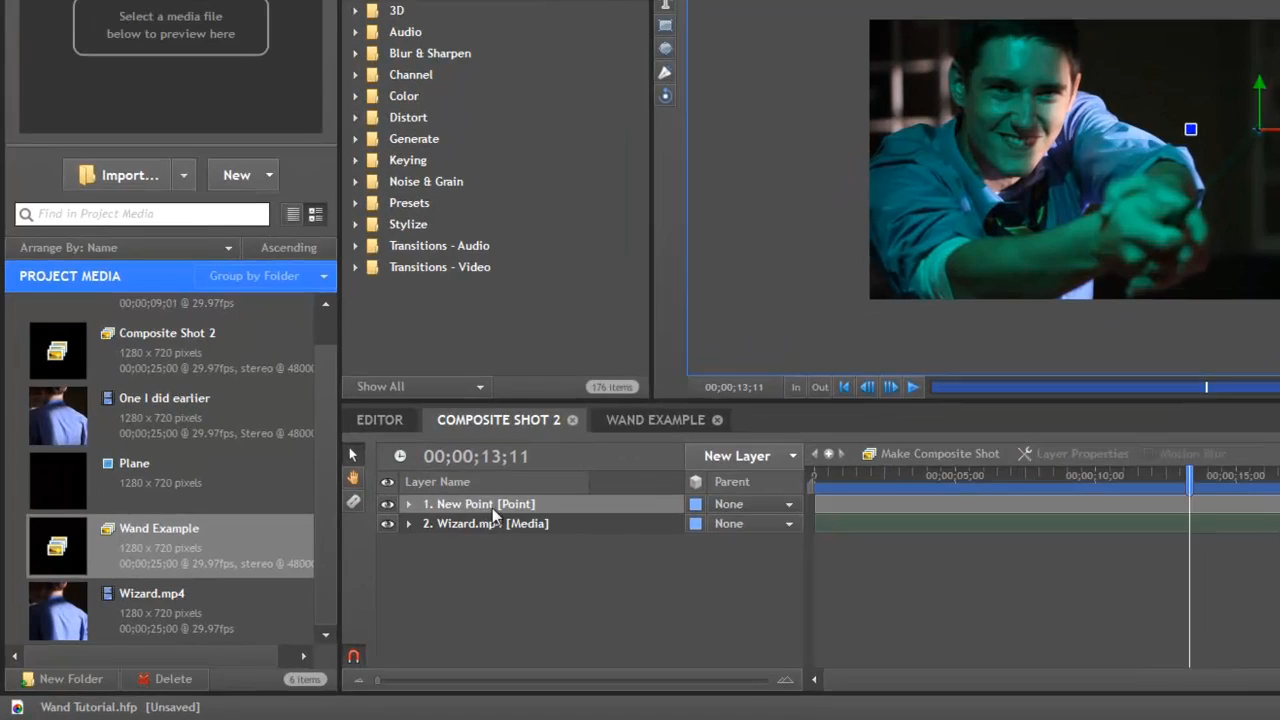 Select a media file
below to preview here
Import...
New
Find in Project Media
Arrange By: Name
Ascending
PROJECT MEDIA
Group by Folder
00;00;09;01 @ 29.97fps
Composite Shot 2
1280 x 720 pixels
00;00;25;00 @ 29.97fps, stereo @ 48000
One I did earlier
1280 x 720 pixels
00;00;25;00 @ 29.97fps, Stereo @ 48000
Plane
1280 x 720 pixels
Wand Example
1280 x 720 pixels
00;00;25;00 @ 29.97fps, stereo @ 48000
Wizard.mp4
1280 x 720 pixels
00;00;25;00 @ 29.97fps
New Folder
Delete
6 items
Wand Tutorial.hfp [Unsaved]
3D
Audio
Blur & Sharpen
Channel
Color
Distort
Generate
Keying
Noise & Grain
Presets
Stylize
Transitions - Audio
Transitions - Video
Show All
176 items
00;00;13;11
In
Out
EDITOR
COMPOSITE SHOT 2
WAND EXAMPLE
00;00;13;11
New Layer
Make Composite Shot
Layer Properties
Motion Blur
Layer Name
Parent
00;00;05;00
00;00;10;00
00;00;15;00
1. New Point [Point]
None
2. Wizard.mp [Media]
None